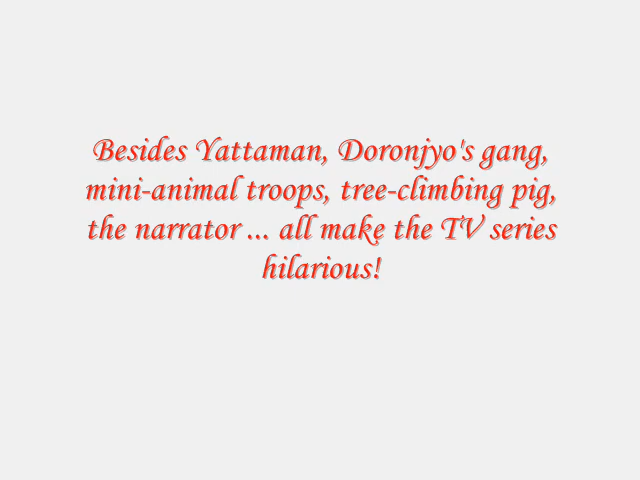 Besides Yattaman, Doronjyo's gang,
mini-animal troops, tree-climbing pig,
the narrator ... all make the TV series
hilarious!